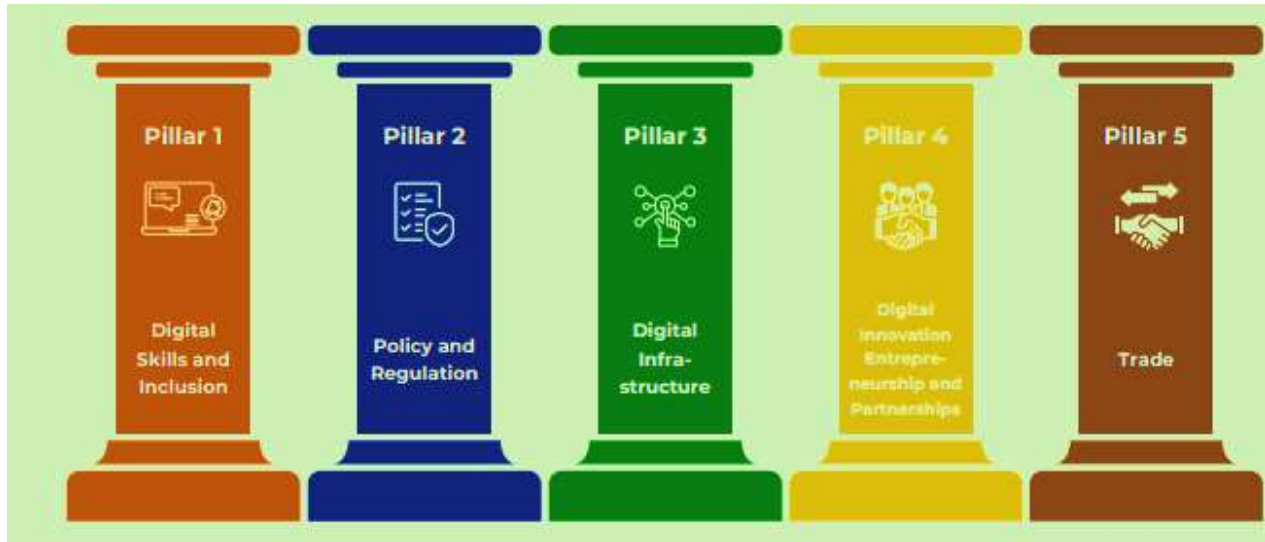 Pillar 1
Digital
Skills and
Inclusion
Pillar 2
Policy and
Regulation
Pillar 3
Digital
Infra-
structure
Pillar 4
Digital
Innovation
Entrepre-
neurship and
Partnerships
Pillar 5
Trade